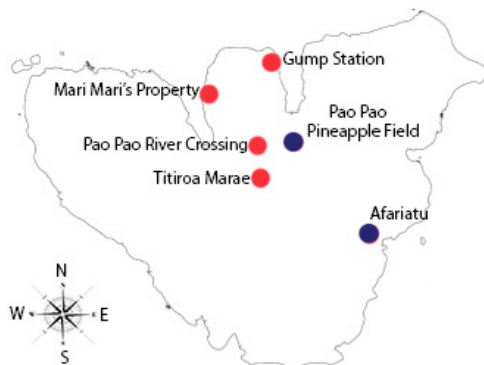 Gump Station
Mari Mari's Property
Pao Pao
Pineapple Field
Pao Pao River Crossing
Titiroa Marae
Afariatu
N
W
E
S